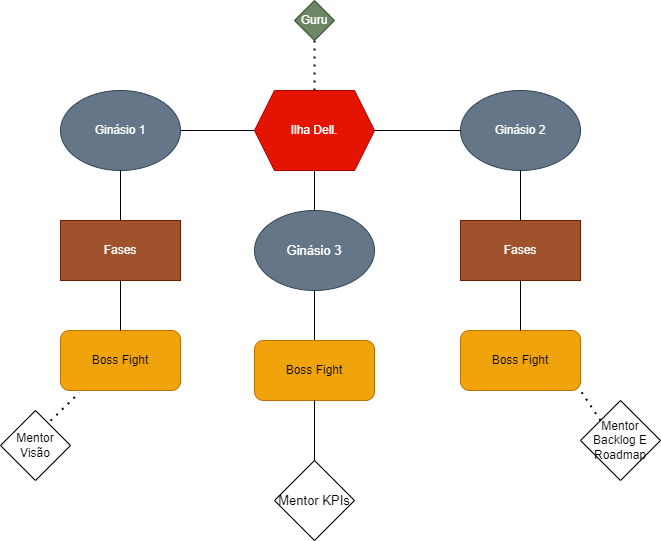 Guru
Ginásio 1
Ilha Dell.
Ginásio 2
Fases
Ginásio 3
Fases
Boss Fight
Boss Fight
Boss Fight
Mentor
Visão
Mentor KPIs
Mentor
Backlog E
Roadmap